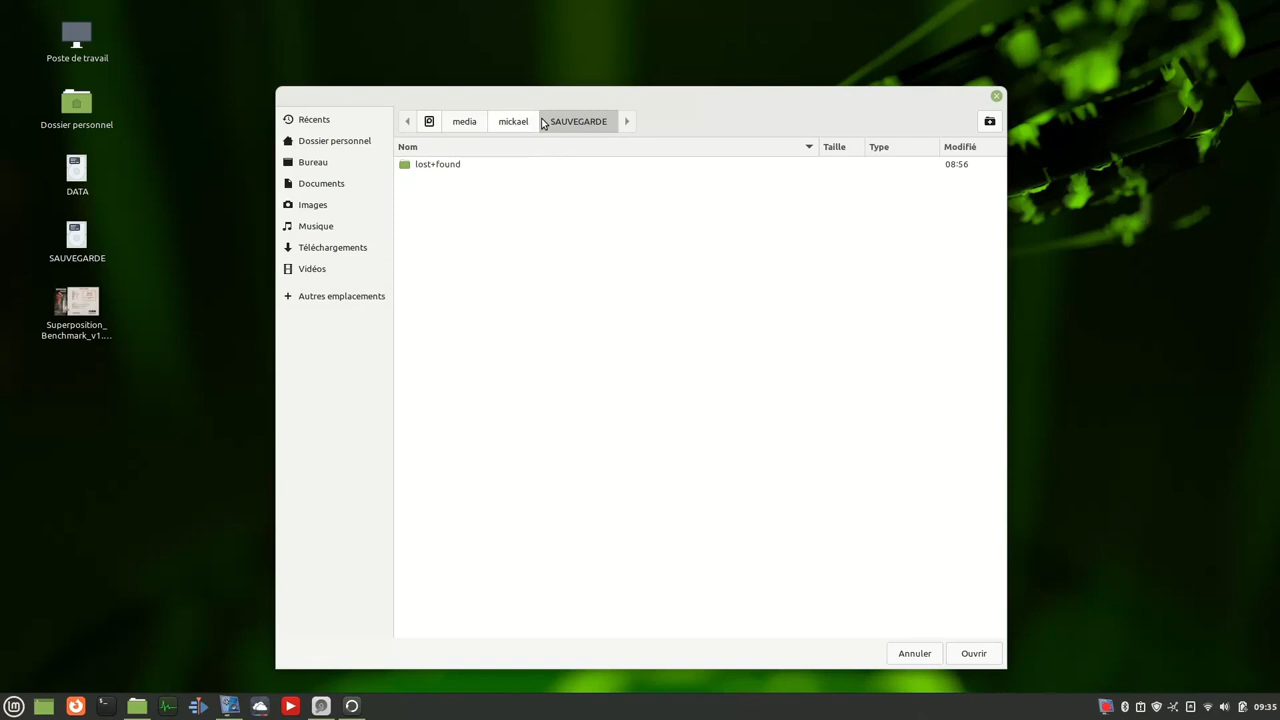 Poste de travail
Dossier personnel
DATA
SAUVEGARDE
Superposition_
Benchmark_v1....
Récents
Dossier personnel
Bureau
Documents
Images
Musique
Téléchargements
Vidéos
Autres emplacements
media mickael SAUVEGARDE
Nom Taille Type Modifié
lost+found 08:56
Annuler Ouvrir
09:35